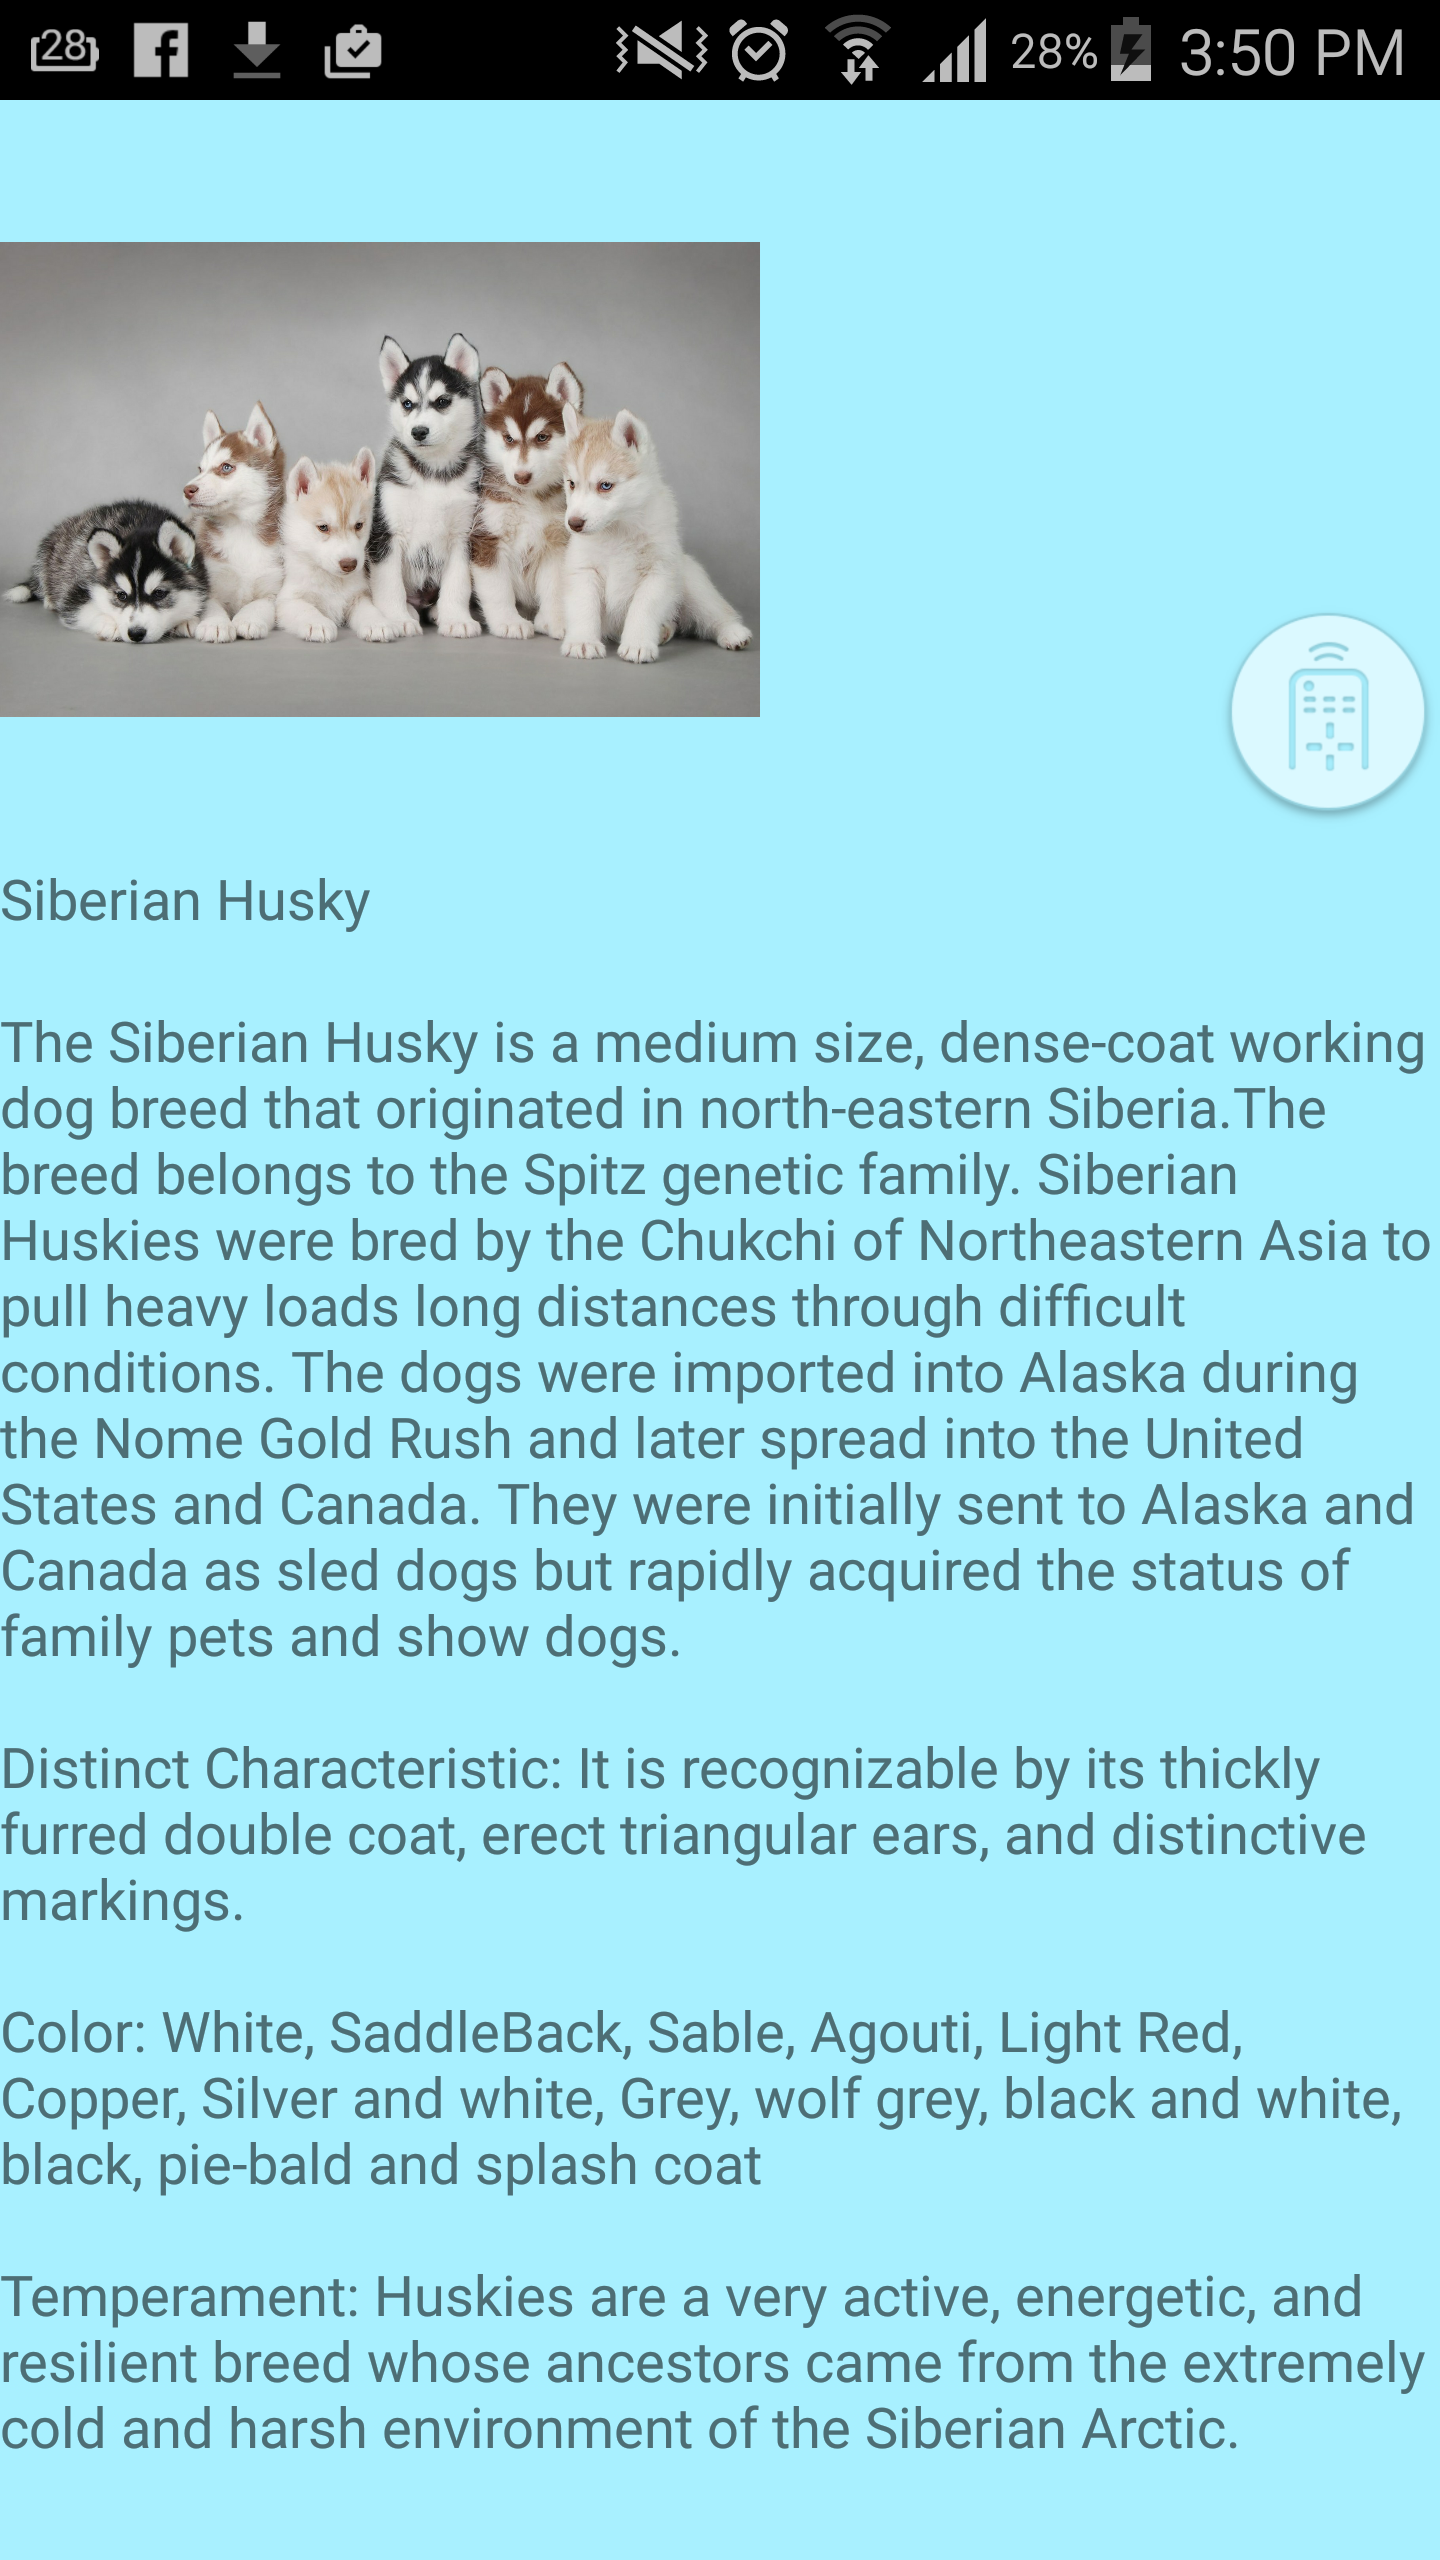 28 28% 3:50 PM
Siberian Husky
The Siberian Husky is a medium size, dense-coat working
dog breed that originated in north-eastern Siberia.The
breed belongs to the Spitz genetic family. Siberian
Huskies were bred by the Chukchi of Northeastern Asia to
pull heavy loads long distances through difficult
conditions. The dogs were imported into Alaska during
the Nome Gold Rush and later spread into the United
States and Canada. They were initially sent to Alaska and
Canada as sled dogs but rapidly acquired the status of
family pets and show dogs.
Distinct Characteristic: It is recognizable by its thickly
furred double coat, erect triangular ears, and distinctive
markings.
Color: White, SaddleBack, Sable, Agouti, Light Red,
Copper, Silver and white, Grey, wolf grey, black and white,
black, pie-bald and splash coat
Temperament: Huskies are a very active, energetic, and
resilient breed whose ancestors came from the extremely
cold and harsh environment of the Siberian Arctic.